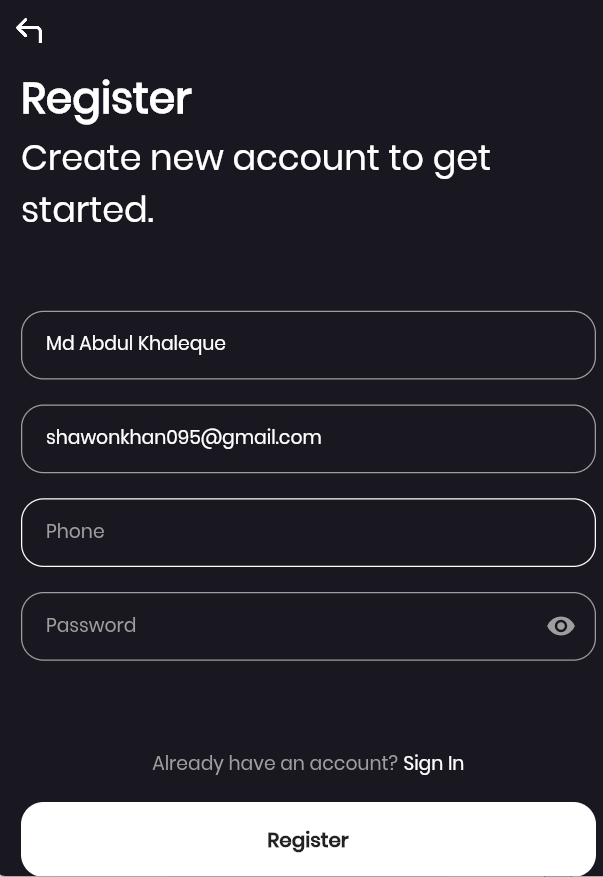 Register
Create new account to get
started.
Md Abdul Khaleque
shawonkhan095@gmail.com
Phone
Password
Already have an account? Sign In
Register